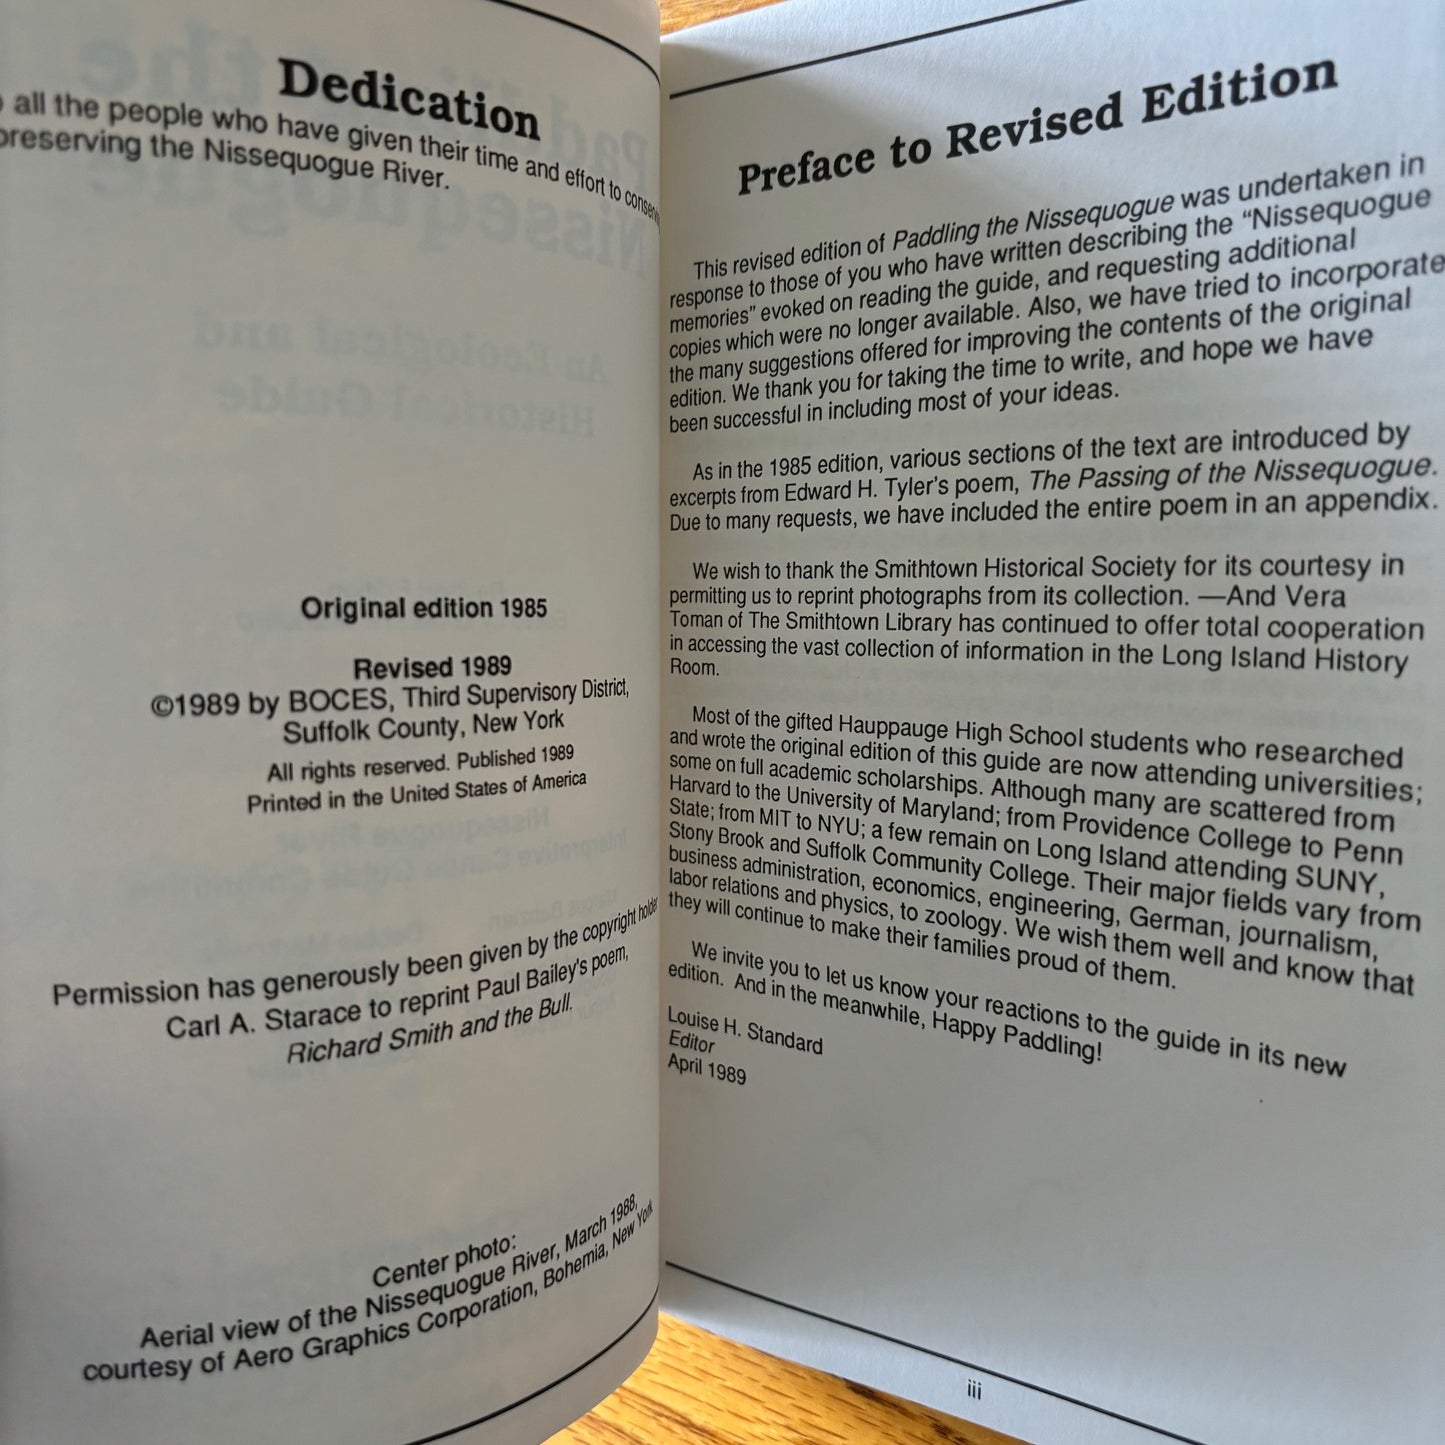 Dedication
all the people who have given their time and effort to
preserving the Nissequogue River.
Original edition 1985
Revised 1989
©1989 by BOCES, Third Supervisory District,
Suffolk County, New York
All rights reserved. Published 1989
Printed in the United States of America
Permission has generously been given by the copyright holder
Carl A. Starace to reprint Paul Bailey's poem,
Richard Smith and the Bull.
Center photo:
Aerial view of the Nissequogue River, March 1988,
courtesy of Aero Graphics Corporation, Bohemia, New York
Preface to Revised Edition
This revised edition of Paddling the Nissequogue was undertaken in
response to those of you who have written describing the “Nissequogue
memories” evoked on reading the guide, and requesting additional
copies which were no longer available. Also, we have tried to incorporate
the many suggestions offered for improving the contents of the original
edition. We thank you for taking the time to write, and hope we have
been successful in including most of your ideas.
As in the 1985 edition, various sections of the text are introduced by
excerpts from Edward H. Tyler's poem, The Passing of the Nissequogue.
Due to many requests, we have included the entire poem in an appendix.
We wish to thank the Smithtown Historical Society for its courtesy in
permitting us to reprint photographs from its collection. —And Vera
Toman of The Smithtown Library has continued to offer total cooperation
in accessing the vast collection of information in the Long Island History
Room.
Most of the gifted Hauppauge High School students who researched
and wrote the original edition of this guide are now attending universities;
some on full academic scholarships. Although many are scattered from
Harvard to the University of Maryland; from Providence College to Penn
State; from MIT to NYU; a few remain on Long Island attending SUNY,
Stony Brook and Suffolk Community College. Their major fields vary from
business administration, economics, engineering, German, journalism,
labor relations and physics, to zoology. We wish them well and know that
they will continue to make their families proud of them.
We invite you to let us know your reactions to the guide in its new
edition. And in the meanwhile, Happy Paddling!
Louise H. Standard
Editor
April 1989
iii